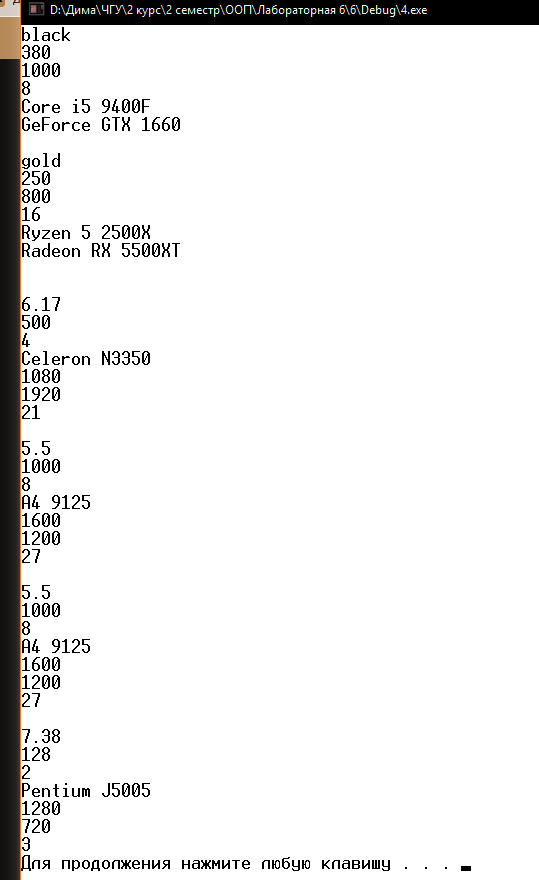 D:\Дима\ЧГУ\2 курс\2 семестр\ООП\Лабораторная 6\6\Debug\4.exe
black
380
1000
8
Core i5 9400F
GeForce GTX 1660
gold
250
800
16
Ryzen 5 2500X
Radeon RX 5500XT
6.17
500
4
Celeron N3350
1080
1920
21
5.5
1000
8
A4 9125
1600
1200
27
5.5
1000
8
A4 9125
1600
1200
27
7.38
128
2
Pentium J5005
1280
720
3
Для продолжения нажмите любую клавишу . . .